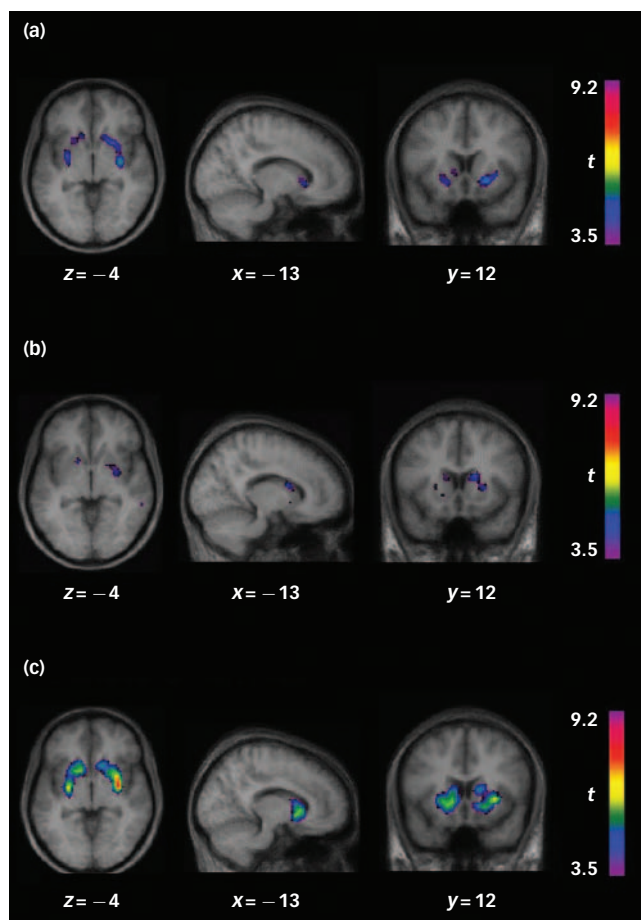 (a)
9.2
t
3.5
z = − 4
x = − 13
y = 12
(b)
9.2
t
3.5
z = − 4
x = − 13
y = 12
(c)
9.2
t
3.5
z = − 4
x = − 13
y = 12